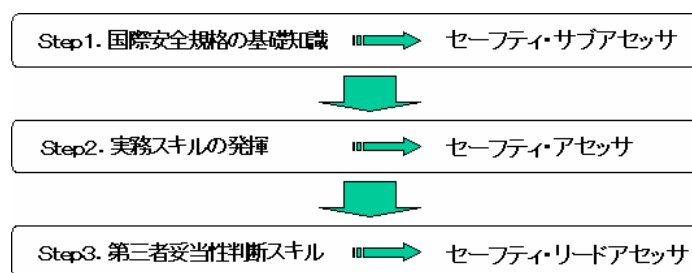 Step1. 国際安全規格の基礎知識 セーフティ・サブアセッサ
Step2. 実務スキルの発揮 セーフティ・アセッサ
Step3. 第三者妥当性判断スキル セーフティ・リードアセッサ